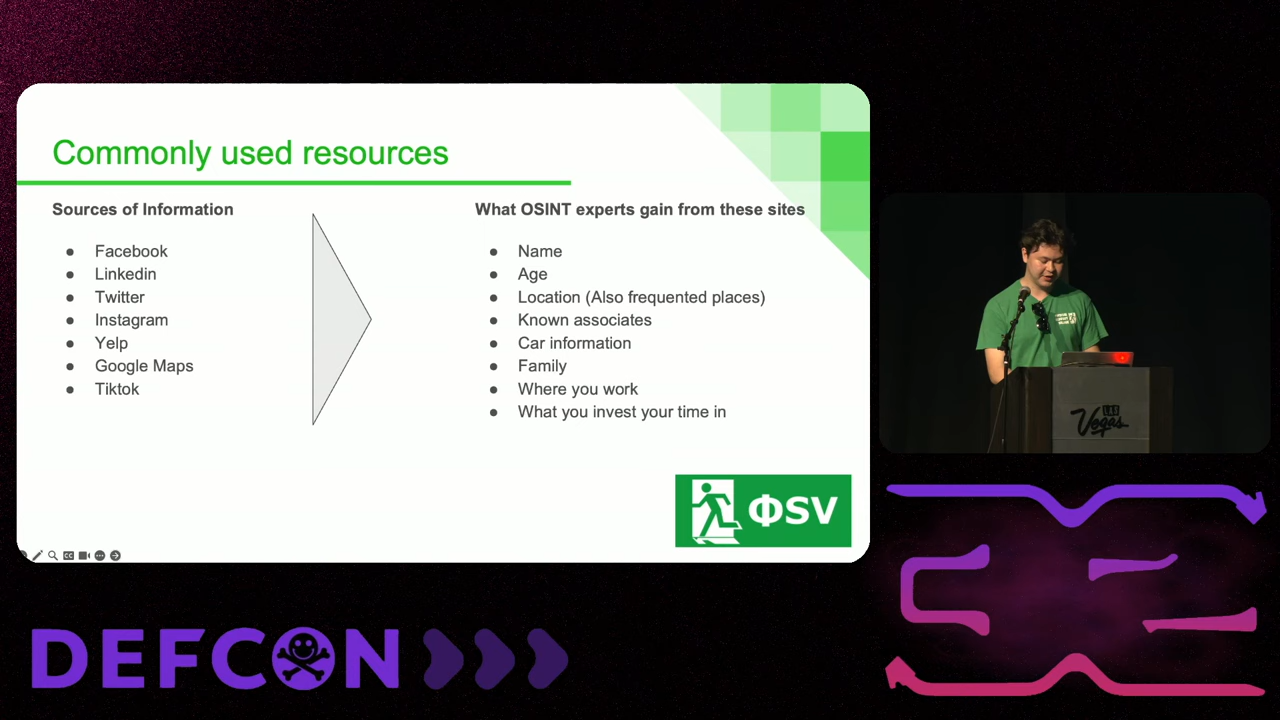 Commonly used resources
Sources of Information
Facebook
Linkedin
Twitter
Instagram
Yelp
Google Maps
Tiktok
What OSINT experts gain from these sites
Name
Age
Location (Also frequented places)
Known associates
Car information
Family
Where you work
What you invest your time in
ΦSV
LAS
Vegas
DEFCON